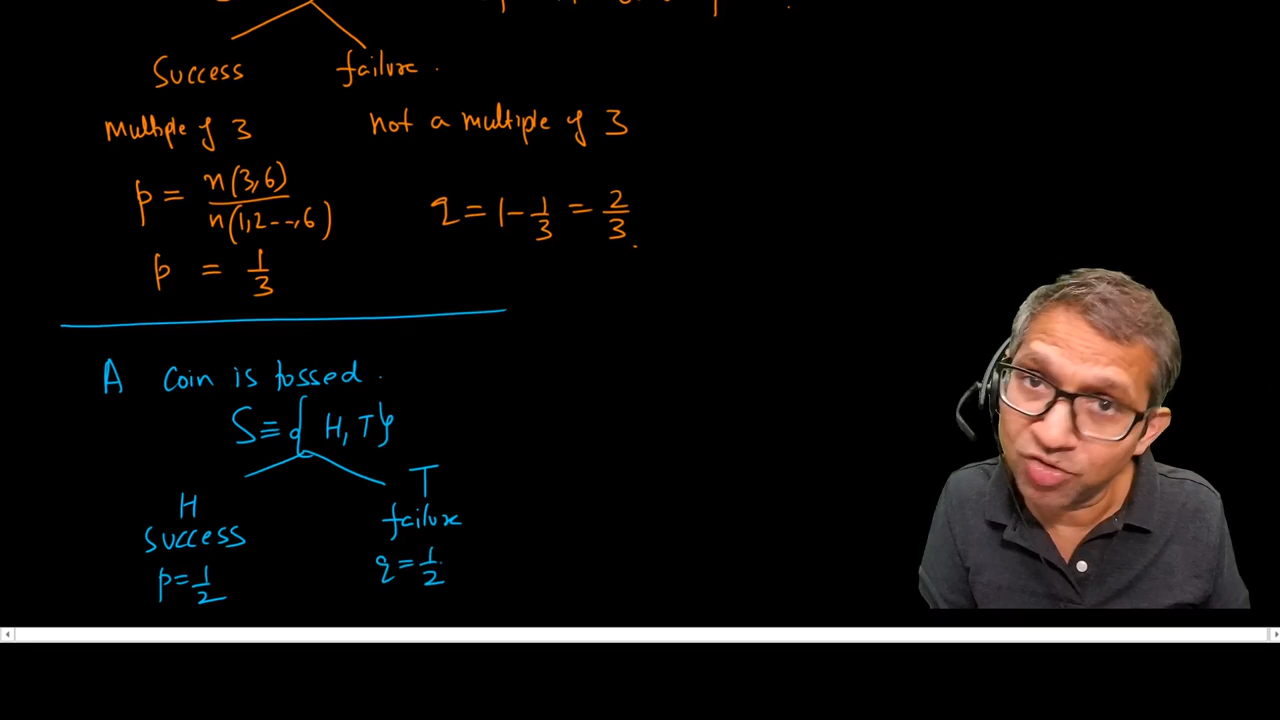 Success failure.
Multiple of 3 not a multiple of 3
p = n(3,6) / n(1,2--,6) q = 1 - 1/3 = 2/3.
p = 1/3
A Coin is tossed.
S ≡ { H, T }
H T
Success failure
p = 1/2 q = 1/2